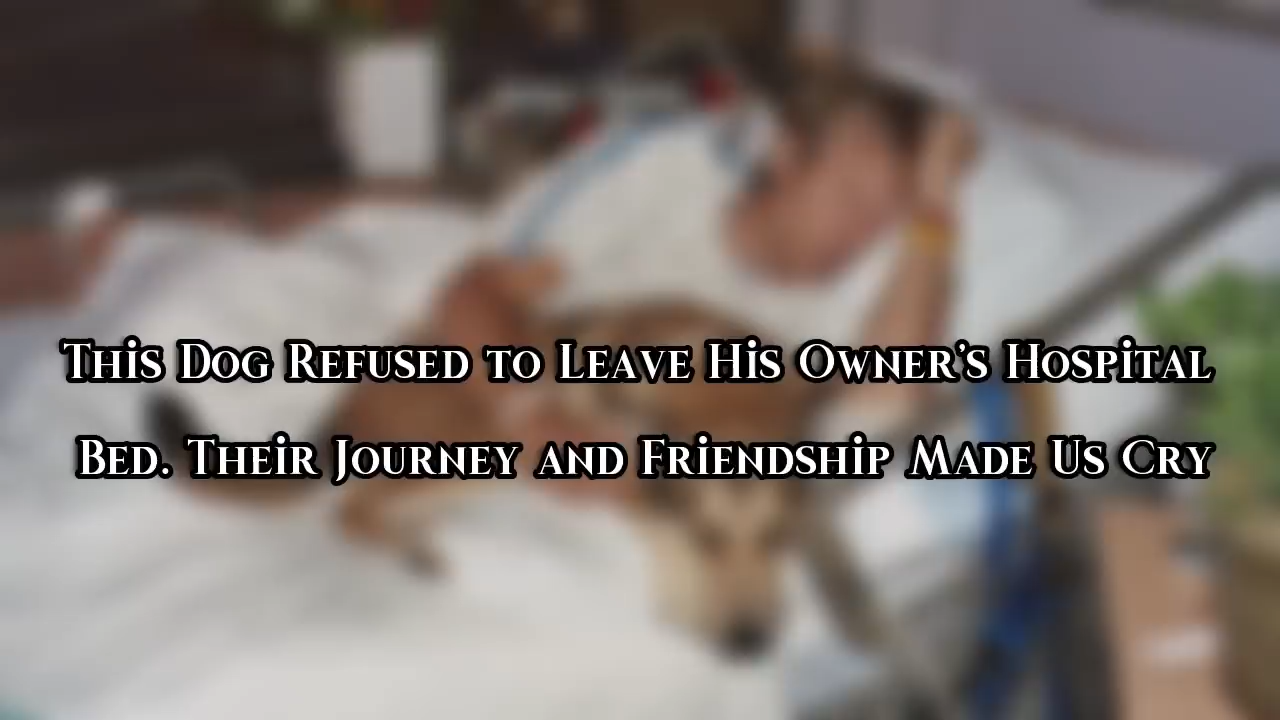 This Dog Refused to Leave His Owner's Hospital
Bed. Their Journey and Friendship Made Us Cry